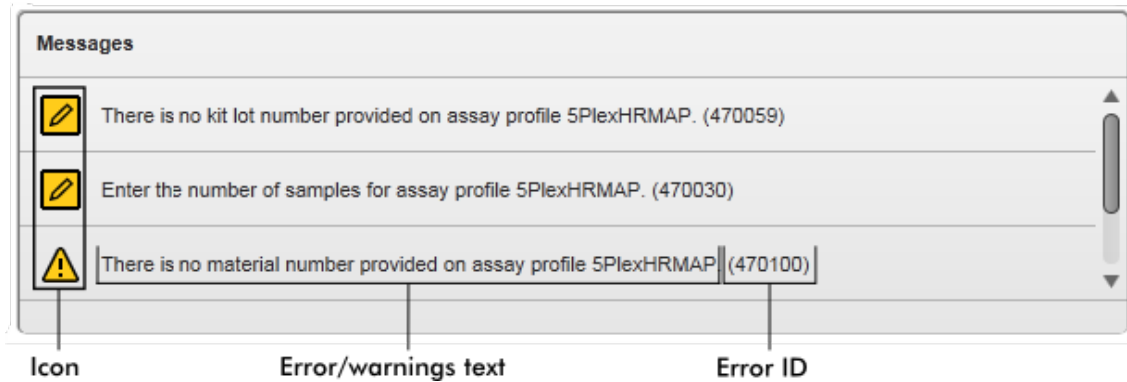 Messages
There is no kit lot number provided on assay profile 5PlexHRMAP. (470059)
Enter the number of samples for assay profile 5PlexHRMAP. (470030)
There is no material number provided on assay profile 5PlexHRMAP. (470100)
Icon Error/warnings text Error ID